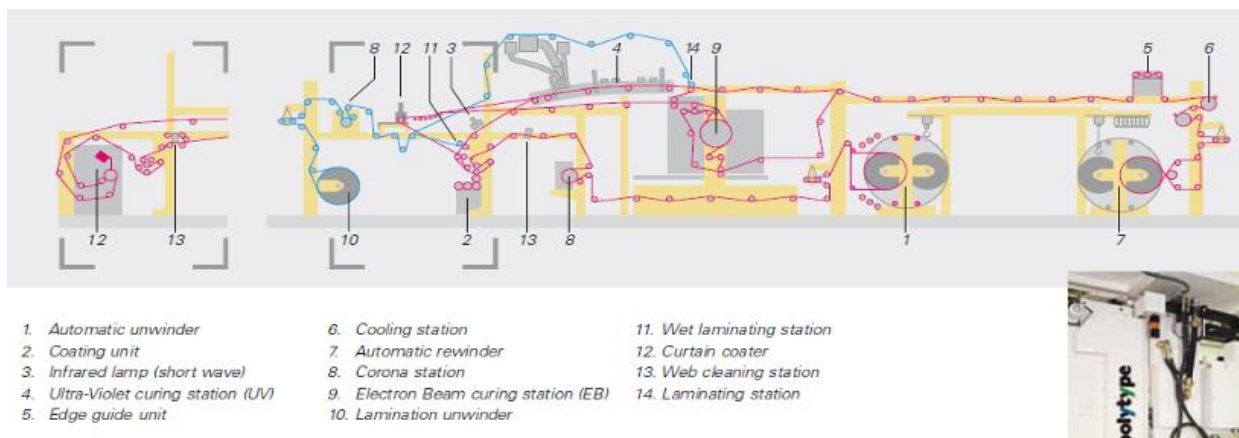 8 12 11 3 4 14 9 5 6
12 13 10 2 13 8 1 7
1. Automatic unwinder
2. Coating unit
3. Infrared lamp (short wave)
4. Ultra-Violet curing station (UV)
5. Edge guide unit
6. Cooling station
7. Automatic rewinder
8. Corona station
9. Electron Beam curing station (EB)
10. Lamination unwinder
11. Wet laminating station
12. Curtain coater
13. Web cleaning station
14. Laminating station
polytype